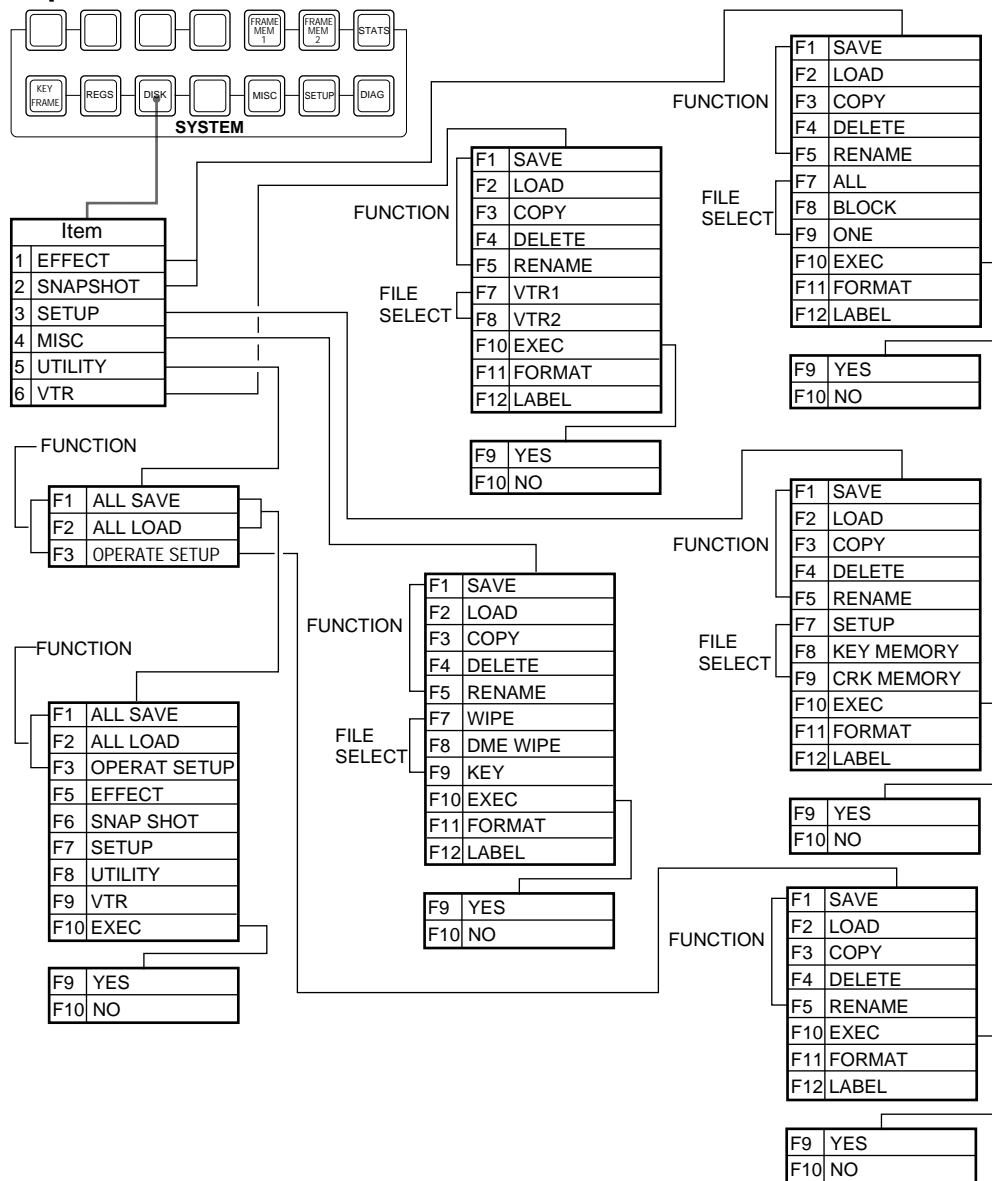 FRAME MEM 1
FRAME MEM 2
STATS
KEY FRAME
REGS
DISK
MISC
SETUP
DIAG
SYSTEM
Item
1 EFFECT
2 SNAPSHOT
3 SETUP
4 MISC
5 UTILITY
6 VTR
FUNCTION
F1 ALL SAVE
F2 ALL LOAD
F3 OPERATE SETUP
FUNCTION
F1 ALL SAVE
F2 ALL LOAD
F3 OPERAT SETUP
F5 EFFECT
F6 SNAP SHOT
F7 SETUP
F8 UTILITY
F9 VTR
F10 EXEC
F9 YES
F10 NO
FUNCTION
FILE SELECT
F1 SAVE
F2 LOAD
F3 COPY
F4 DELETE
F5 RENAME
F7 VTR1
F8 VTR2
F10 EXEC
F11 FORMAT
F12 LABEL
F9 YES
F10 NO
FUNCTION
FILE SELECT
F1 SAVE
F2 LOAD
F3 COPY
F4 DELETE
F5 RENAME
F7 WIPE
F8 DME WIPE
F9 KEY
F10 EXEC
F11 FORMAT
F12 LABEL
F9 YES
F10 NO
FUNCTION
FILE SELECT
F1 SAVE
F2 LOAD
F3 COPY
F4 DELETE
F5 RENAME
F7 ALL
F8 BLOCK
F9 ONE
F10 EXEC
F11 FORMAT
F12 LABEL
F9 YES
F10 NO
FUNCTION
FILE SELECT
F1 SAVE
F2 LOAD
F3 COPY
F4 DELETE
F5 RENAME
F7 SETUP
F8 KEY MEMORY
F9 CRK MEMORY
F10 EXEC
F11 FORMAT
F12 LABEL
F9 YES
F10 NO
FUNCTION
F1 SAVE
F2 LOAD
F3 COPY
F4 DELETE
F5 RENAME
F10 EXEC
F11 FORMAT
F12 LABEL
F9 YES
F10 NO